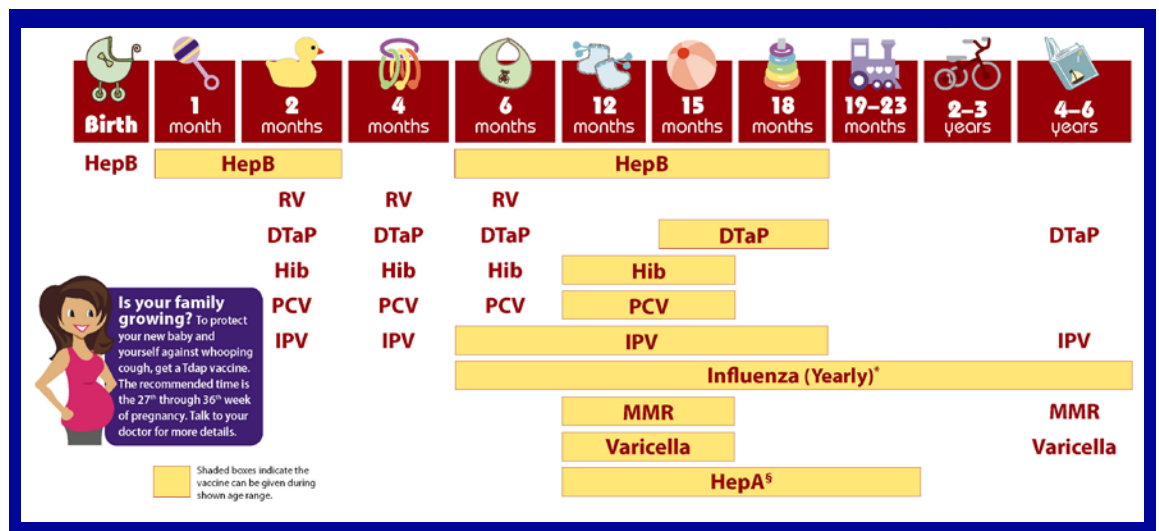 Birth
1 month
2 months
4 months
6 months
12 months
15 months
18 months
19–23 months
2–3 years
4–6 years
HepB HepB HepB
RV RV RV
DTaP DTaP DTaP DTaP DTaP
Hib Hib Hib Hib
PCV PCV PCV PCV
IPV IPV IPV IPV
Influenza (Yearly)*
MMR MMR
Varicella Varicella
HepA§
Is your family
growing? To protect
your new baby and
yourself against whooping
cough, get a Tdap vaccine.
The recommended time is
the 27th through 36th week
of pregnancy. Talk to your
doctor for more details.
Shaded boxes indicate the
vaccine can be given during
shown age range.